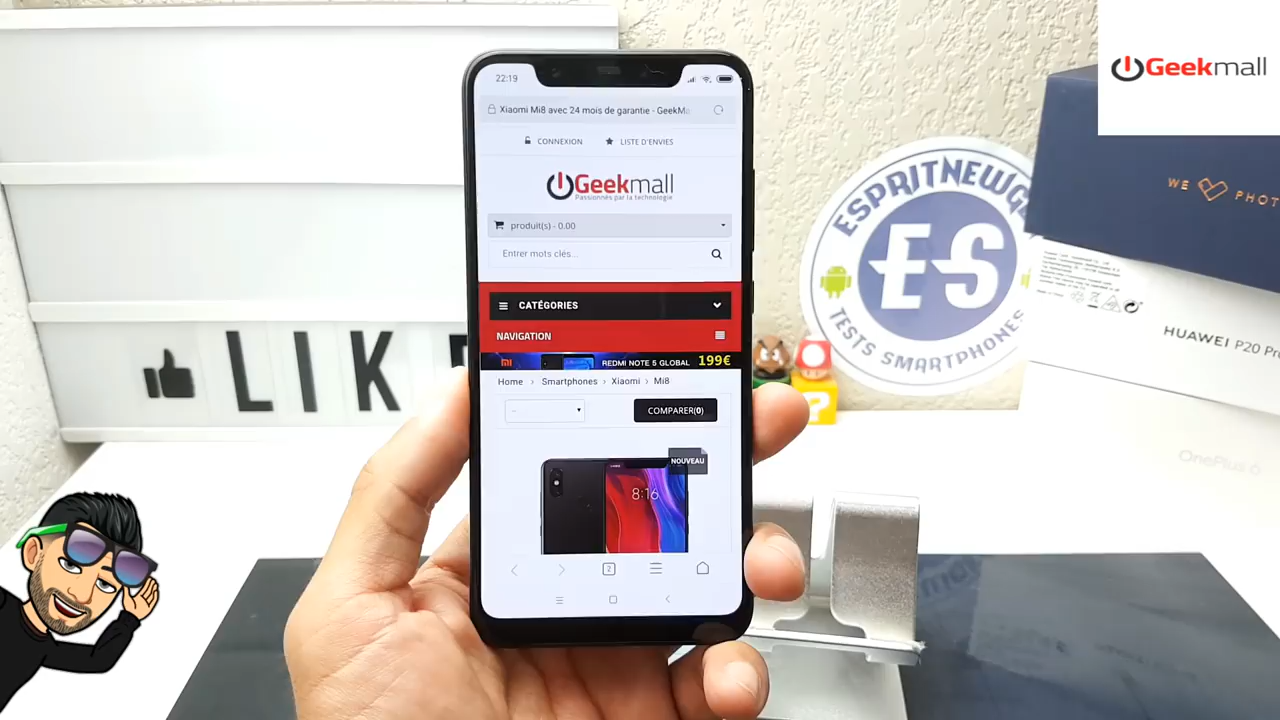 22:19
Xiaomi Mi8 avec 24 mois de garantie - GeekMa
CONNEXION
LISTE D'ENVIES
Geekmall
Passionnés par la technologie
produit(s) - 0.00
Entrer mots clés...
CATÉGORIES
NAVIGATION
MI
REDMI NOTE 5 GLOBAL 199€
Home › Smartphones › Xiaomi › Mi8
COMPARER(0)
NOUVEAU
8:16
2
LIK
Geekmall
ESPRITNEWG
ES
TESTS SMARTPHONES
WE PHOT
HUAWEI P20 Pr
OnePlus 6
?